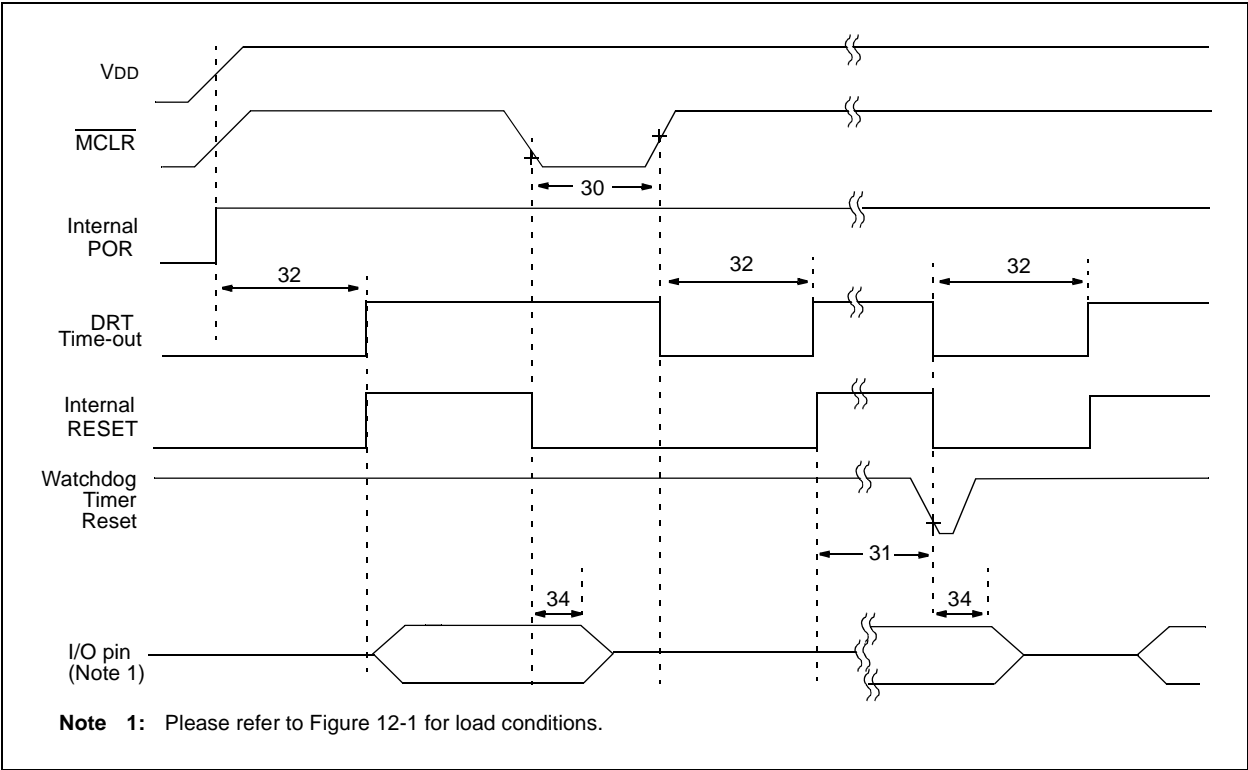 VDD
MCLR
30
Internal
POR
32
32
32
DRT
Time-out
Internal
RESET
Watchdog
Timer
Reset
31
34
34
I/O pin
(Note 1)
Note 1: Please refer to Figure 12-1 for load conditions.